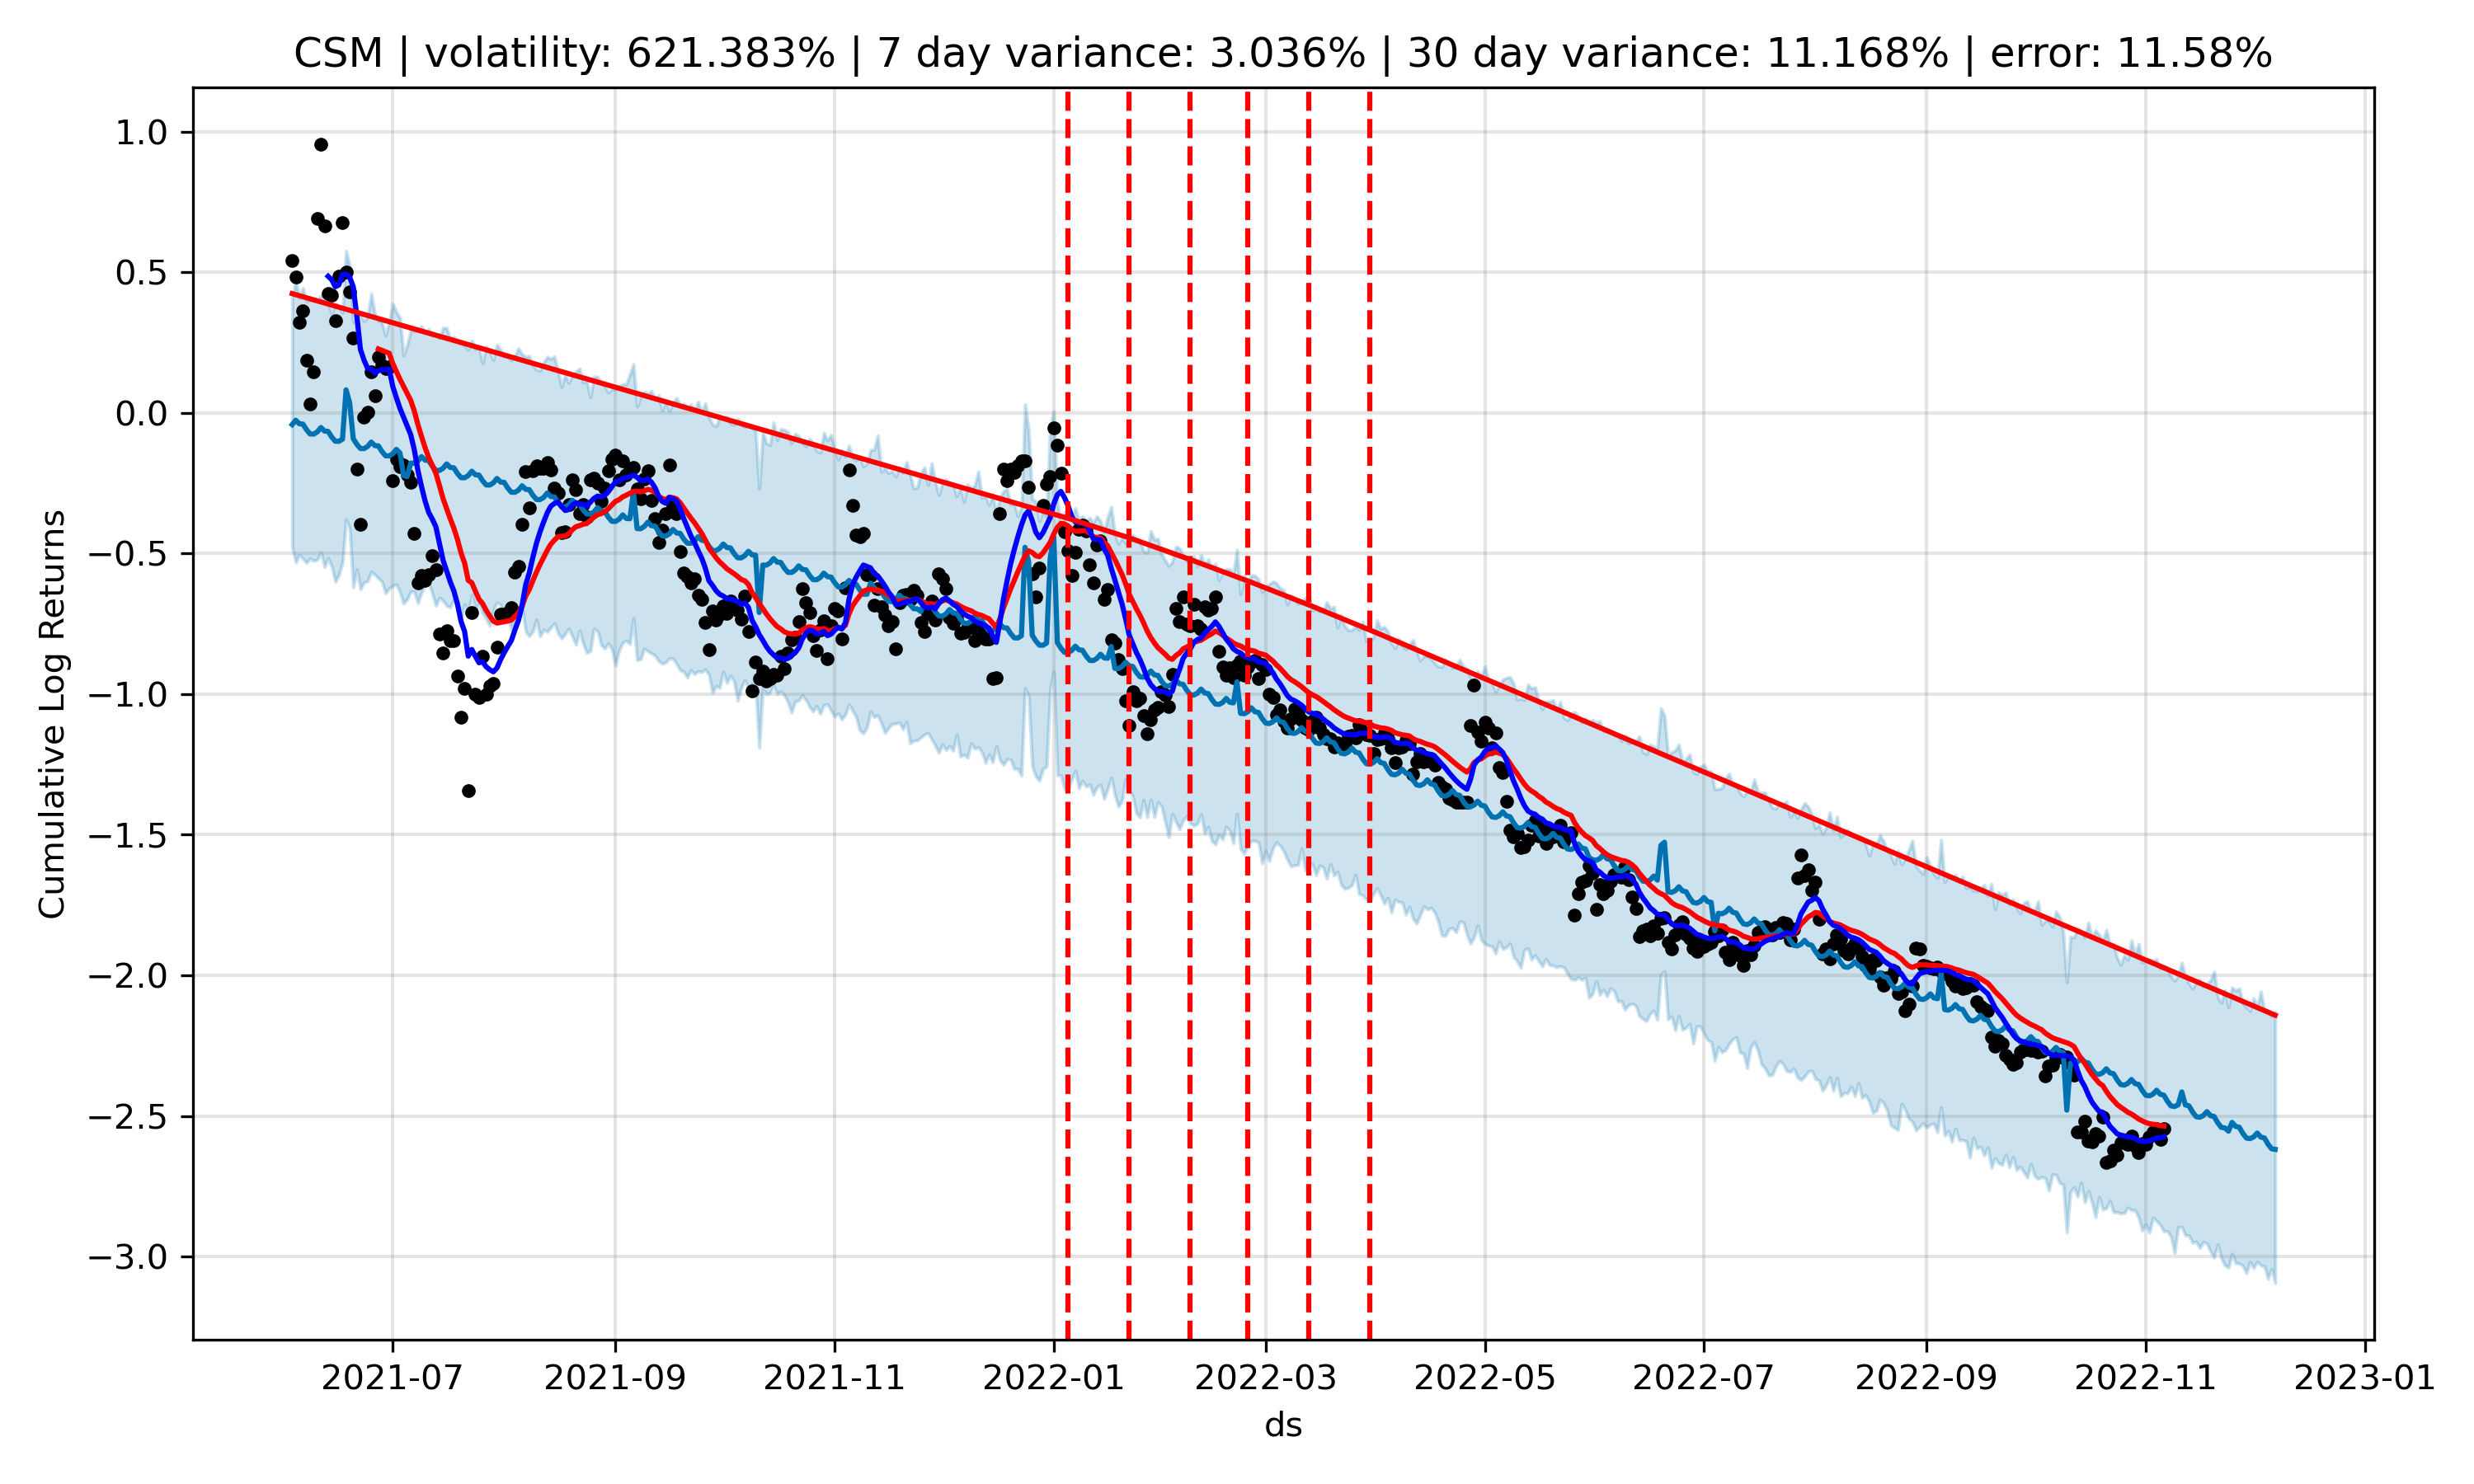 CSM | volatility: 621.383% | 7 day variance: 3.036% | 30 day variance: 11.168% | error: 11.58%
Cumulative Log Returns
1.0
0.5
0.0
−0.5
−1.0
−1.5
−2.0
−2.5
−3.0
2021-07 2021-09 2021-11 2022-01 2022-03 2022-05 2022-07 2022-09 2022-11 2023-01
ds